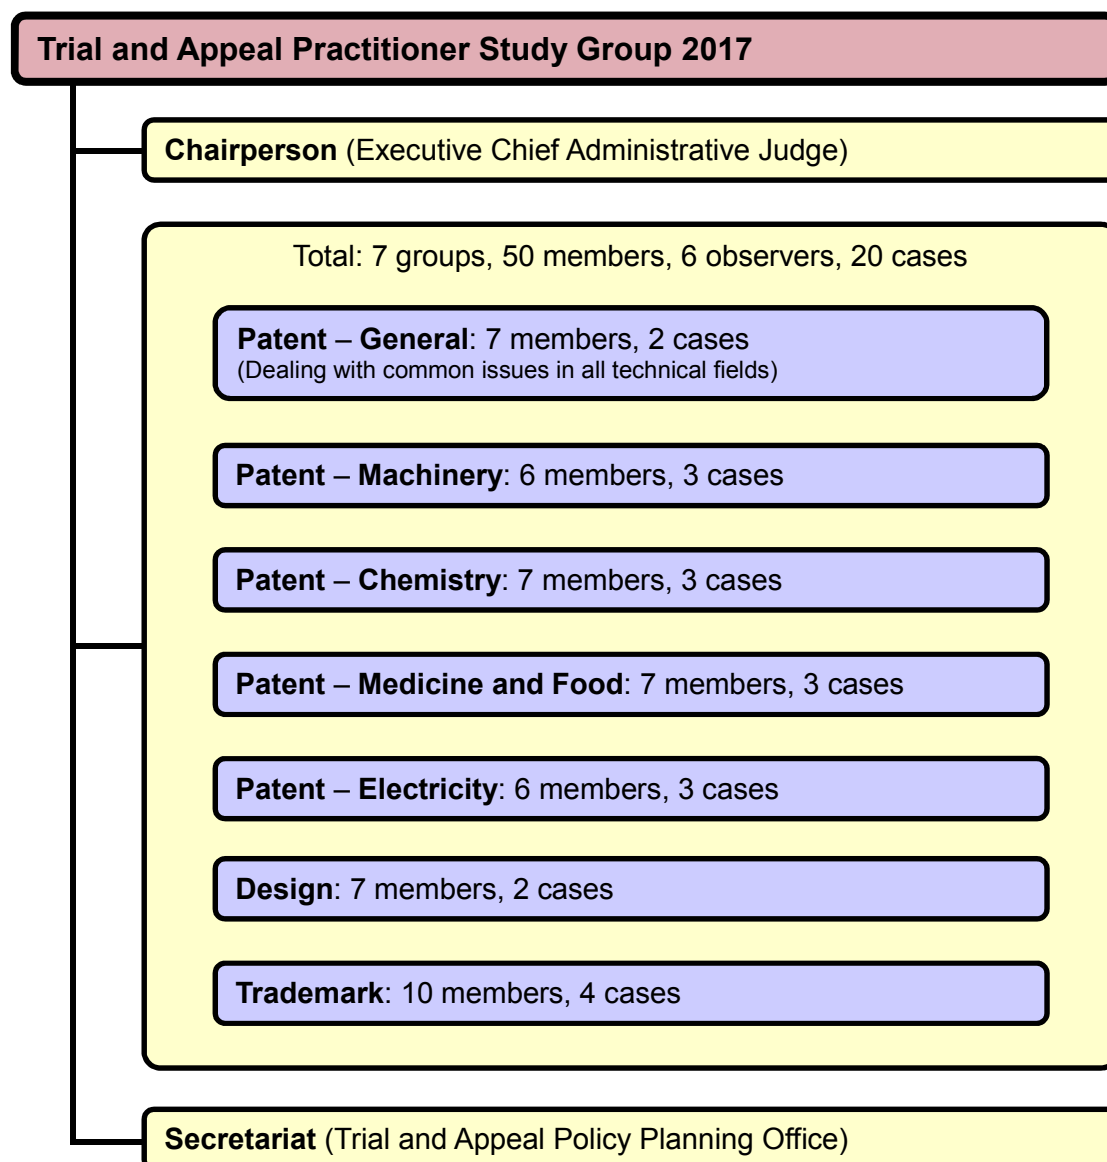 Trial and Appeal Practitioner Study Group 2017
Chairperson (Executive Chief Administrative Judge)
Total: 7 groups, 50 members, 6 observers, 20 cases
Patent – General: 7 members, 2 cases
(Dealing with common issues in all technical fields)
Patent – Machinery: 6 members, 3 cases
Patent – Chemistry: 7 members, 3 cases
Patent – Medicine and Food: 7 members, 3 cases
Patent – Electricity: 6 members, 3 cases
Design: 7 members, 2 cases
Trademark: 10 members, 4 cases
Secretariat (Trial and Appeal Policy Planning Office)